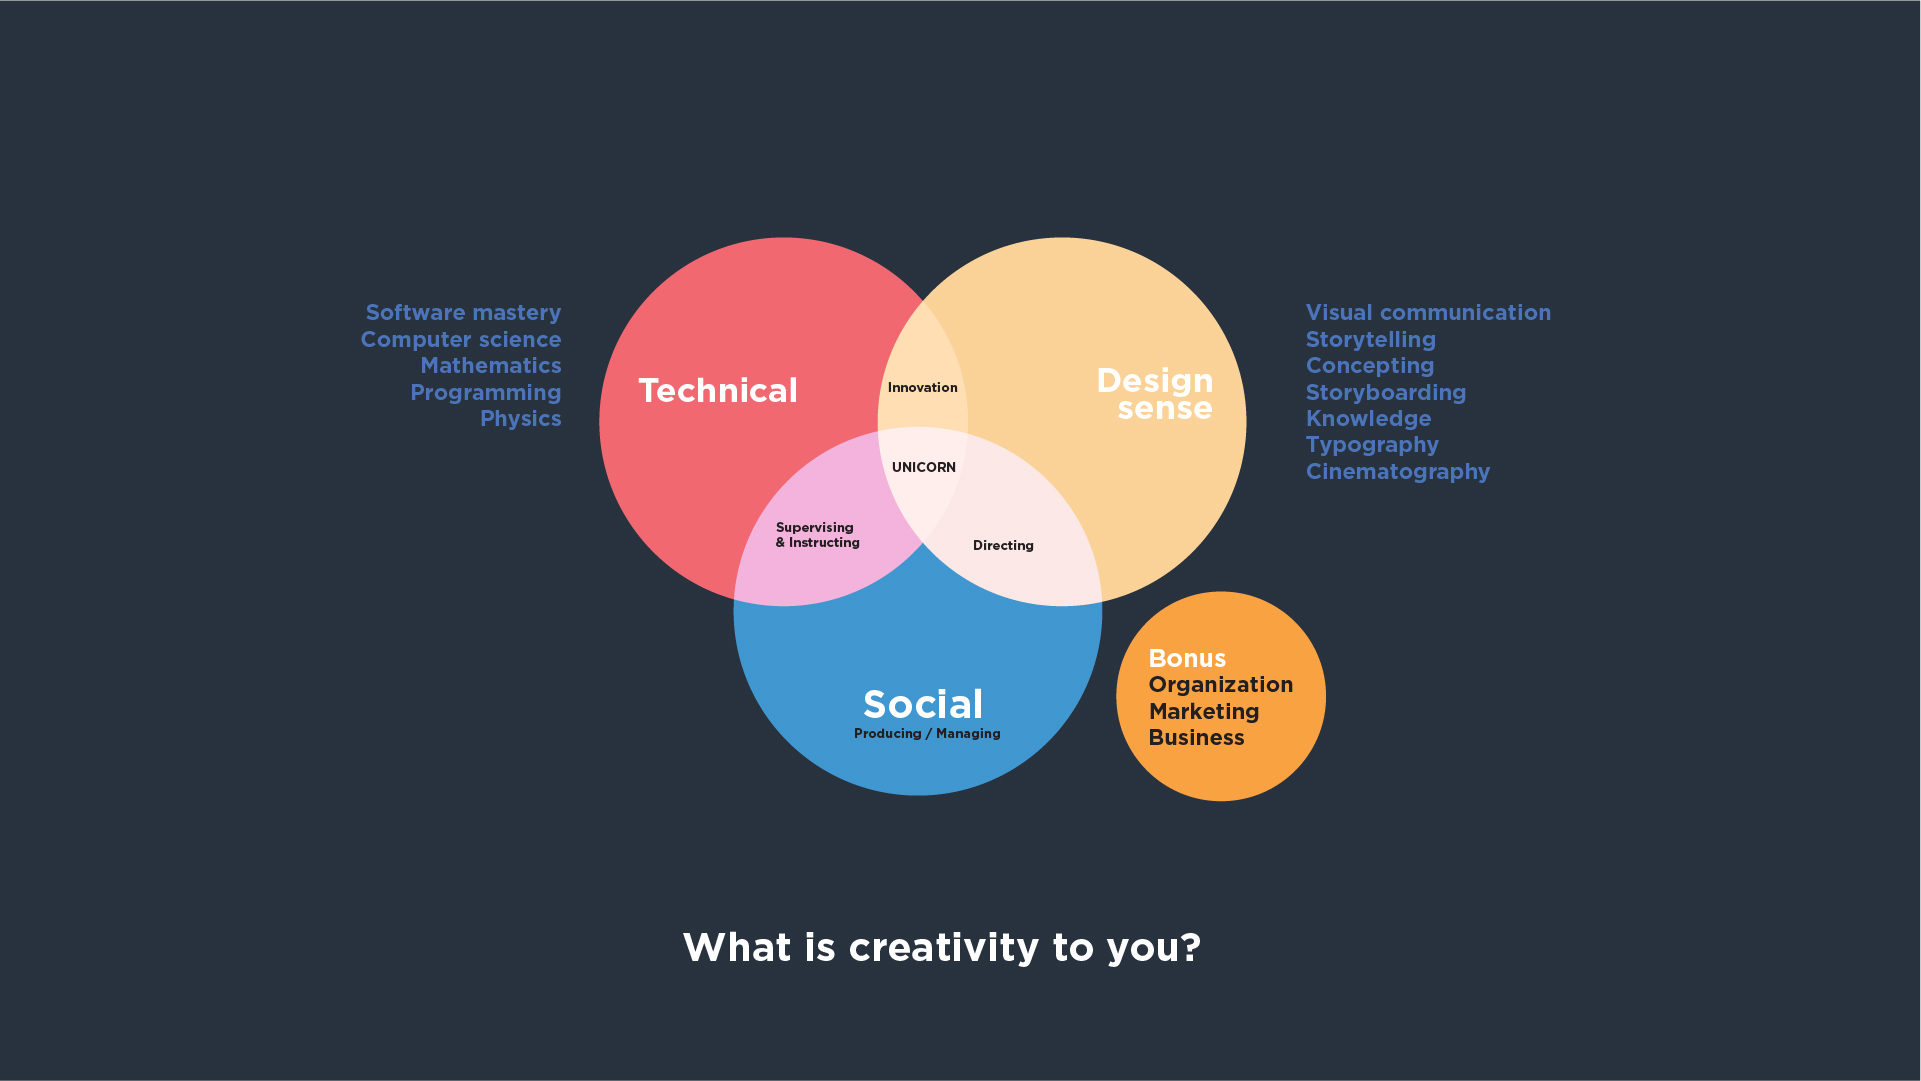 Software mastery
Computer science
Mathematics
Programming
Physics
Technical
Innovation
Design
sense
Visual communication
Storytelling
Concepting
Storyboarding
Knowledge
Typography
Cinematography
UNICORN
Supervising
& Instructing
Directing
Social
Producing / Managing
Bonus
Organization
Marketing
Business
What is creativity to you?